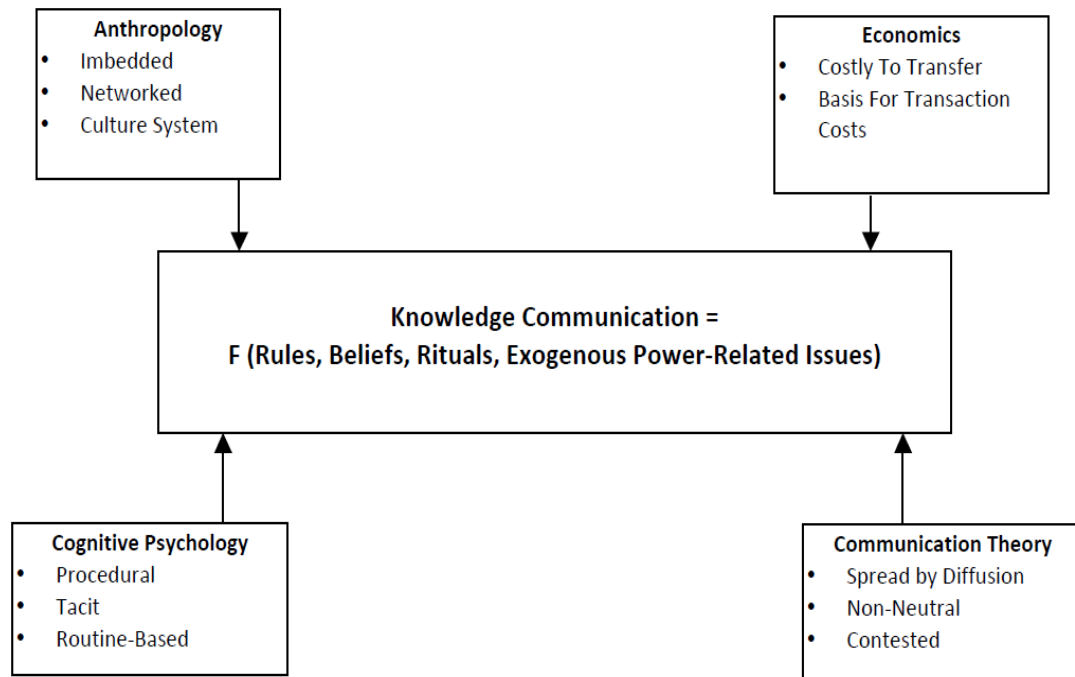 Anthropology
• Imbedded
• Networked
• Culture System
Economics
• Costly To Transfer
• Basis For Transaction
Costs
Knowledge Communication =
F (Rules, Beliefs, Rituals, Exogenous Power-Related Issues)
Cognitive Psychology
• Procedural
• Tacit
• Routine-Based
Communication Theory
• Spread by Diffusion
• Non-Neutral
• Contested